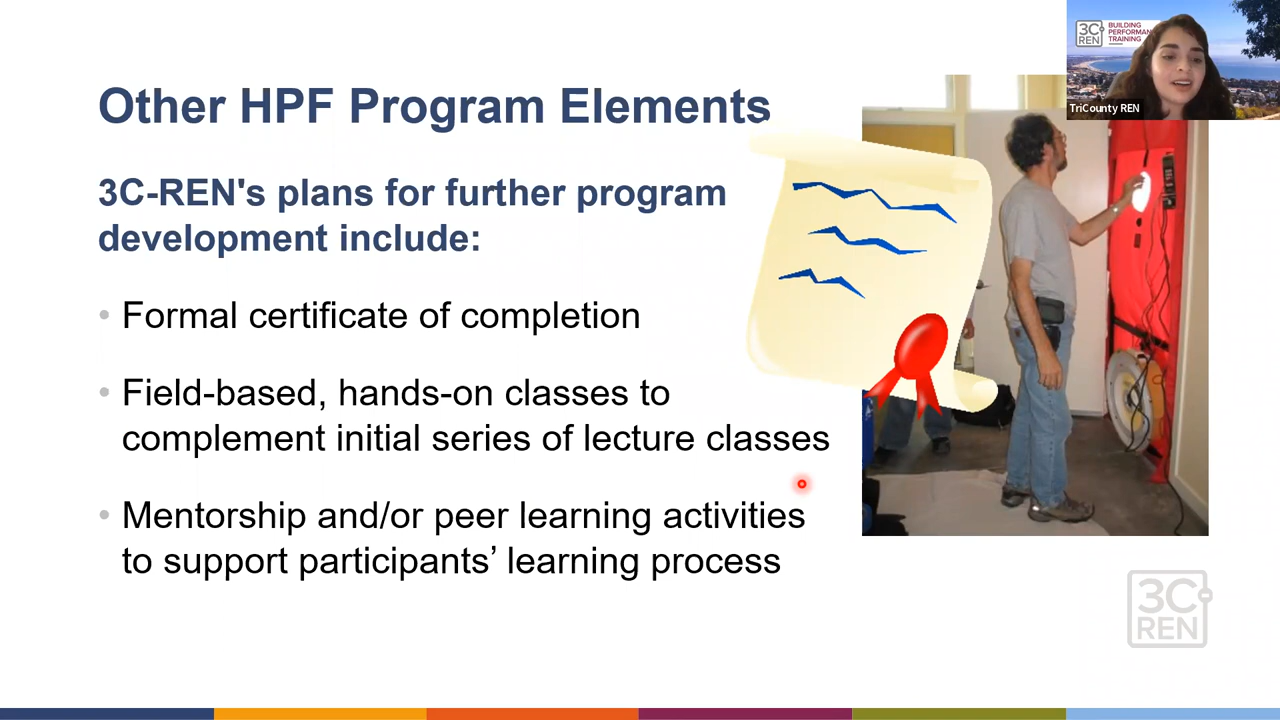 3C
REN
BUILDING
PERFORMAN
TRAINING
TriCounty REN
Other HPF Program Elements
3C-REN's plans for further program
development include:
• Formal certificate of completion
• Field-based, hands-on classes to
complement initial series of lecture classes
• Mentorship and/or peer learning activities
to support participants’ learning process
3C
REN